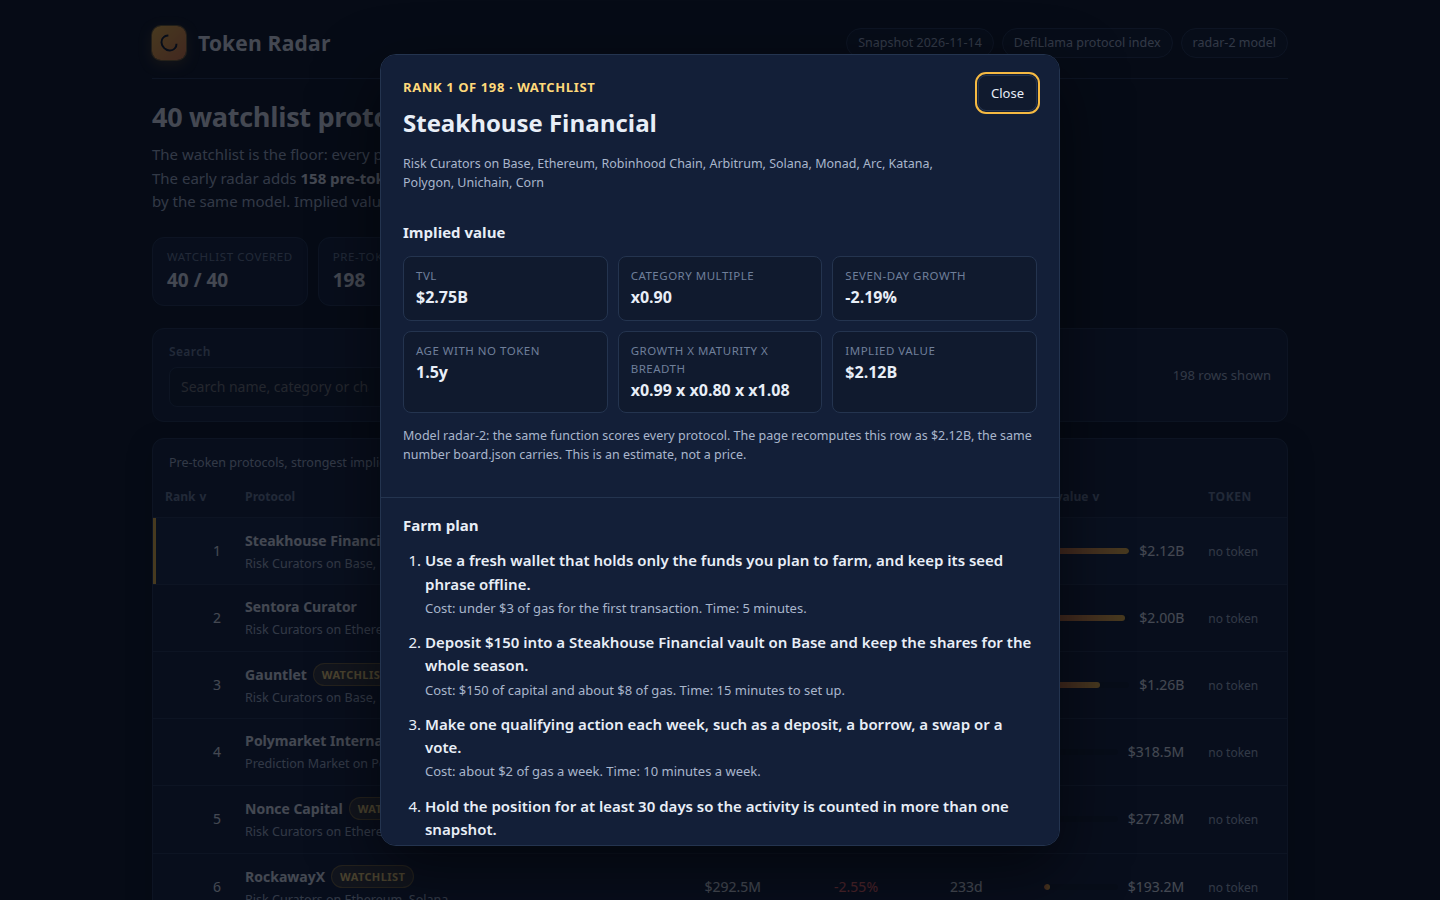 Token Radar
Snapshot 2026-11-14
DefiLlama protocol index
radar-2 model
40 watchlist proto
The watchlist is the floor: every p
The early radar adds 158 pre-tok
by the same model. Implied valu
WATCHLIST COVERED
40 / 40
PRE-TOK
198
Search
Search name, category or ch
198 rows shown
Pre-token protocols, strongest impli
Rank v
Protocol
value v
TOKEN
1
Steakhouse Financi
Risk Curators on Base,
$2.12B
no token
2
Sentora Curator
Risk Curators on Ethere
$2.00B
no token
3
Gauntlet
WATCHLIS
Risk Curators on Base,
$1.26B
no token
4
Polymarket Interna
Prediction Market on P
$318.5M
no token
5
Nonce Capital
WAT
Risk Curators on Ethere
$277.8M
no token
6
RockawayX
WATCHLIST
Risk Curators on Ethereum, Solana
$292.5M
-2.55%
233d
$193.2M
no token
RANK 1 OF 198 · WATCHLIST
Close
Steakhouse Financial
Risk Curators on Base, Ethereum, Robinhood Chain, Arbitrum, Solana, Monad, Arc, Katana,
Polygon, Unichain, Corn
Implied value
TVL
$2.75B
CATEGORY MULTIPLE
x0.90
SEVEN-DAY GROWTH
-2.19%
AGE WITH NO TOKEN
1.5y
GROWTH X MATURITY X
BREADTH
x0.99 x x0.80 x x1.08
IMPLIED VALUE
$2.12B
Model radar-2: the same function scores every protocol. The page recomputes this row as $2.12B, the same
number board.json carries. This is an estimate, not a price.
Farm plan
1. Use a fresh wallet that holds only the funds you plan to farm, and keep its seed
phrase offline.
Cost: under $3 of gas for the first transaction. Time: 5 minutes.
2. Deposit $150 into a Steakhouse Financial vault on Base and keep the shares for the
whole season.
Cost: $150 of capital and about $8 of gas. Time: 15 minutes to set up.
3. Make one qualifying action each week, such as a deposit, a borrow, a swap or a
vote.
Cost: about $2 of gas a week. Time: 10 minutes a week.
4. Hold the position for at least 30 days so the activity is counted in more than one
snapshot.